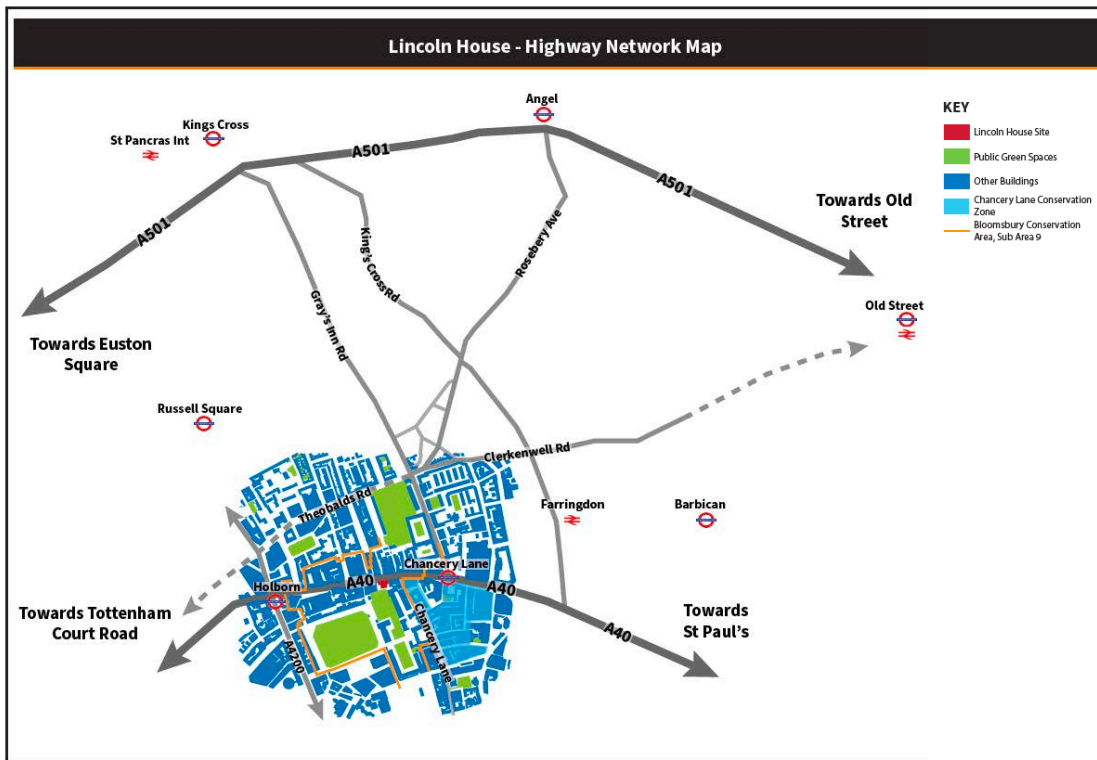 Lincoln House - Highway Network Map
Angel
Kings Cross
St Pancras Int
A501
A501
A501
KEY
Lincoln House Site
Public Green Spaces
Other Buildings
Chancery Lane Conservation
Zone
Bloomsbury Conservation
Area, Sub Area 9
Towards Old
Street
Old Street
King's CrossRd
Rosebery Ave
Gray's Inn Rd
Towards Euston
Square
Russell Square
Clerkenwell Rd
Theobalds Rd
Farringdon
Barbican
Chancery Lane
Holborn
A40
A40
A40
Towards Tottenham
Court Road
Towards
St Paul's
A4200
Chancery Lane